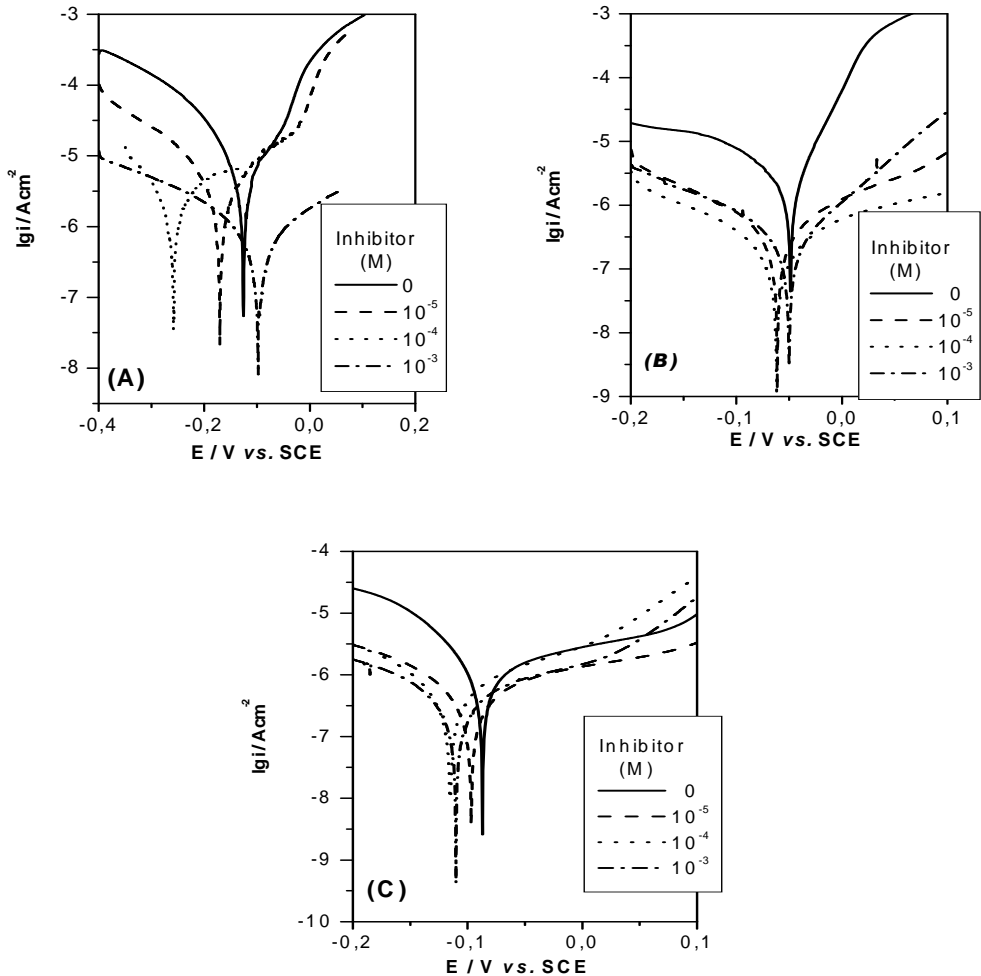 -3
-4
-5
-6
-7
-8
lgi/Acm-2
(A)
Inhibitor
(M)
0
10-5
10-4
10-3
-0,4 -0,2 0,0 0,2
E / V vs. SCE
-3
-4
-5
-6
-7
-8
-9
lgi/Acm-2
(B)
Inhibitor
(M)
0
10-5
10-4
10-3
-0,2 -0,1 0,0 0,1
E / V vs. SCE
-4
-5
-6
-7
-8
-9
-10
lgi/Acm-2
(C)
Inhibitor
(M)
0
10-5
10-4
10-3
-0,2 -0,1 0,0 0,1
E / V vs. SCE